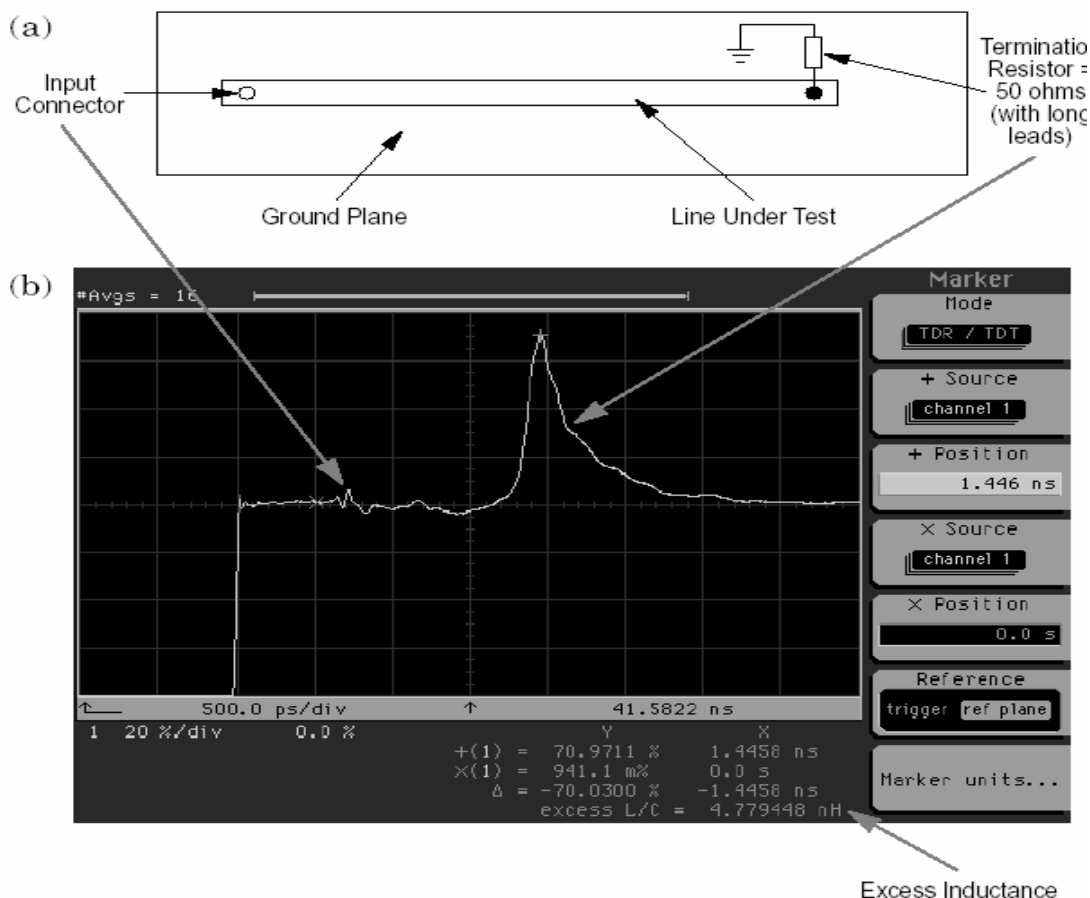 (a)
Input
Connector
Ground Plane
Line Under Test
Terminatio
Resistor =
50 ohms
(with long
leads)
(b)
#Avgs = 16
500.0 ps/div
41.5822 ns
1 20 %/div 0.0 %
Y X
+(1) = 70.9711 % 1.4458 ns
×(1) = 941.1 m% 0.0 s
Δ = -70.0300 % -1.4458 ns
excess L/C = 4.779448 nH
Marker
Mode
TDR / TDT
+ Source
channel 1
+ Position
1.446 ns
× Source
channel 1
× Position
0.0 s
Reference
trigger ref plane
Marker units...
Excess Inductance